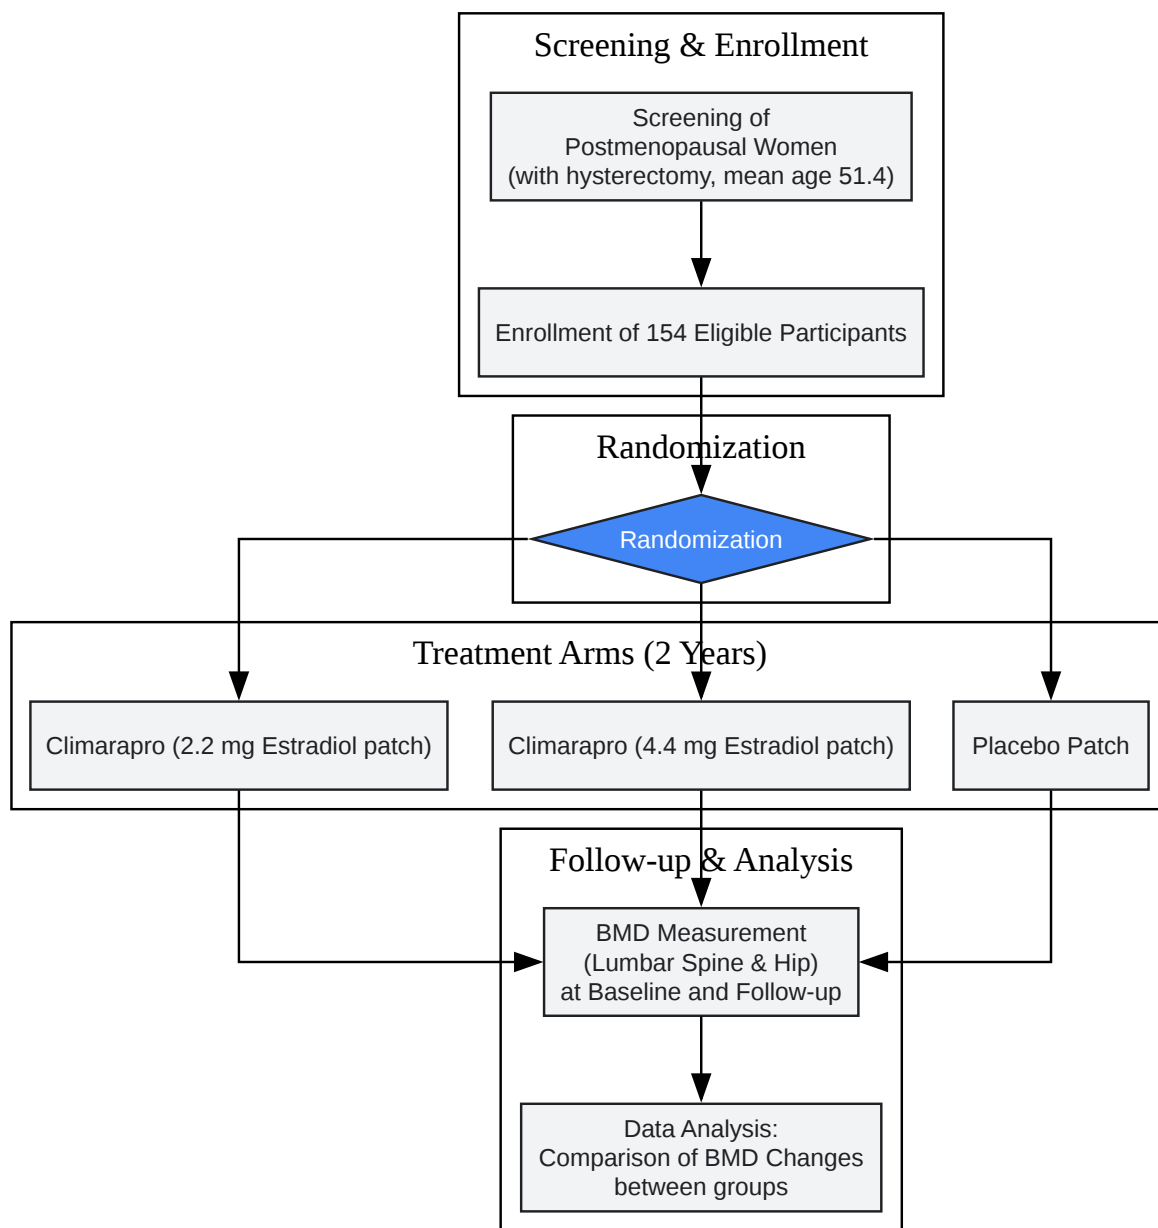 Screening & Enrollment
Screening of
Postmenopausal Women
(with hysterectomy, mean age 51.4)
Enrollment of 154 Eligible Participants
Randomization
Randomization
Treatment Arms (2 Years)
Climarapro (2.2 mg Estradiol patch)
Climarapro (4.4 mg Estradiol patch)
Placebo Patch
Follow-up & Analysis
BMD Measurement
(Lumbar Spine & Hip)
at Baseline and Follow-up
Data Analysis:
Comparison of BMD Changes
between groups